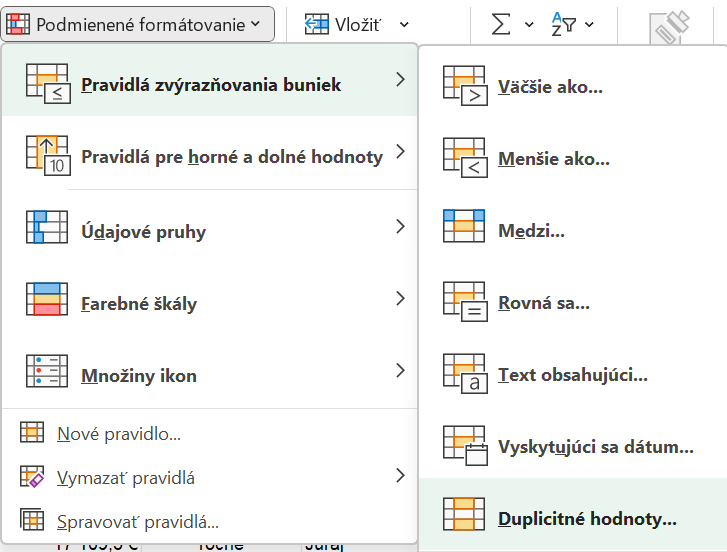 Podmienené formátovanie
Vložiť
Pravidlá zvýrazňovania buniek
Pravidlá pre horné a dolné hodnoty
Údajové pruhy
Farebné škály
Množiny ikon
Nové pravidlo...
Vymazať pravidlá
Spravovať pravidlá...
Väčšie ako...
Menšie ako...
Medzi...
Rovná sa...
Text obsahujúci...
Vyskytujúci sa dátum...
Duplicitné hodnoty...